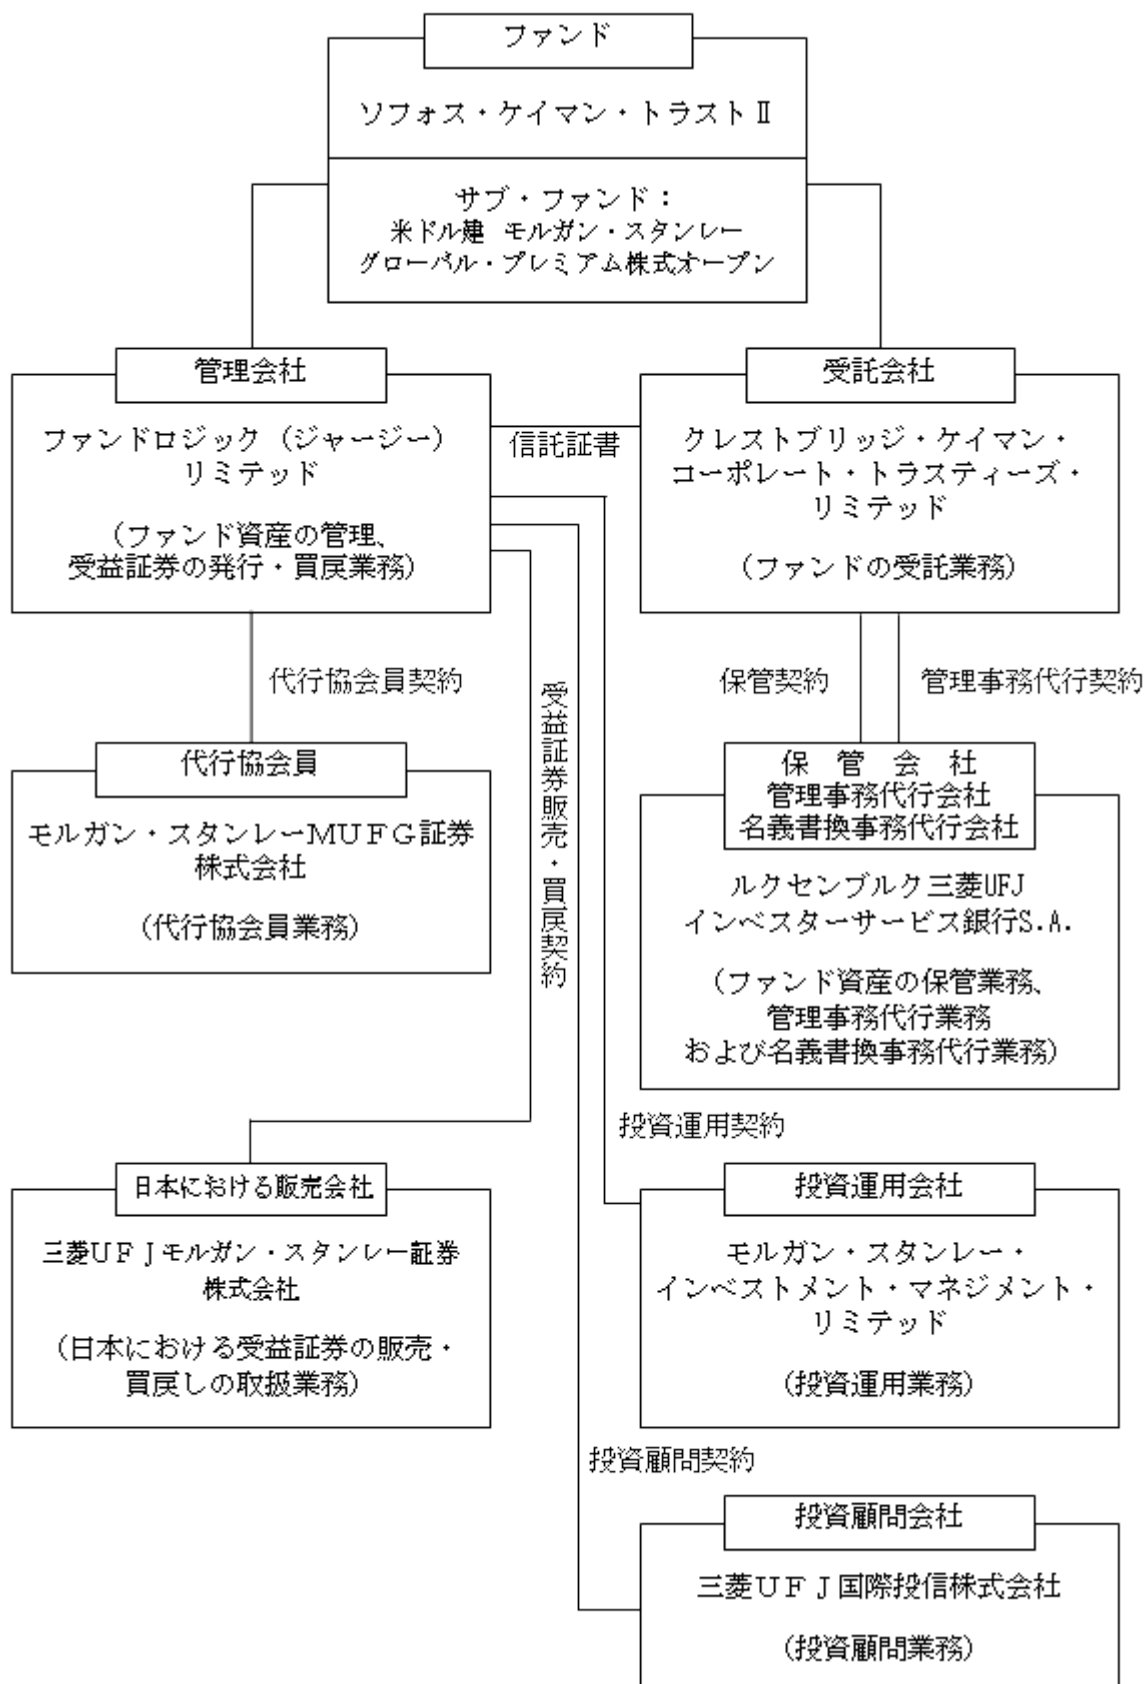 ファンド
ソフォス・ケイマン・トラストⅡ
サブ・ファンド：
米ドル建 モルガン・スタンレー
グローバル・プレミアム株式オープン
管理会社
ファンドロジック（ジャージー）
リミテッド
（ファンド資産の管理、
受益証券の発行・買戻業務）
信託証書
受託会社
クレストブリッジ・ケイマン・
コーポレート・トラスティーズ・
リミテッド
（ファンドの受託業務）
代行協会員契約
受益証券販売・買戻契約
保管契約
管理事務代行契約
代行協会員
モルガン・スタンレーＭＵＦＧ証券
株式会社
（代行協会員業務）
保 管 会 社
管理事務代行会社
名義書換事務代行会社
ルクセンブルク三菱UFJ
インベスターサービス銀行S.A.
（ファンド資産の保管業務、
管理事務代行業務
および名義書換事務代行業務）
投資運用契約
日本における販売会社
三菱ＵＦＪモルガン・スタンレー証券
株式会社
（日本における受益証券の販売・
買戻しの取扱業務）
投資運用会社
モルガン・スタンレー・
インベストメント・マネジメント・
リミテッド
（投資運用業務）
投資顧問契約
投資顧問会社
三菱ＵＦＪ国際投信株式会社
（投資顧問業務）